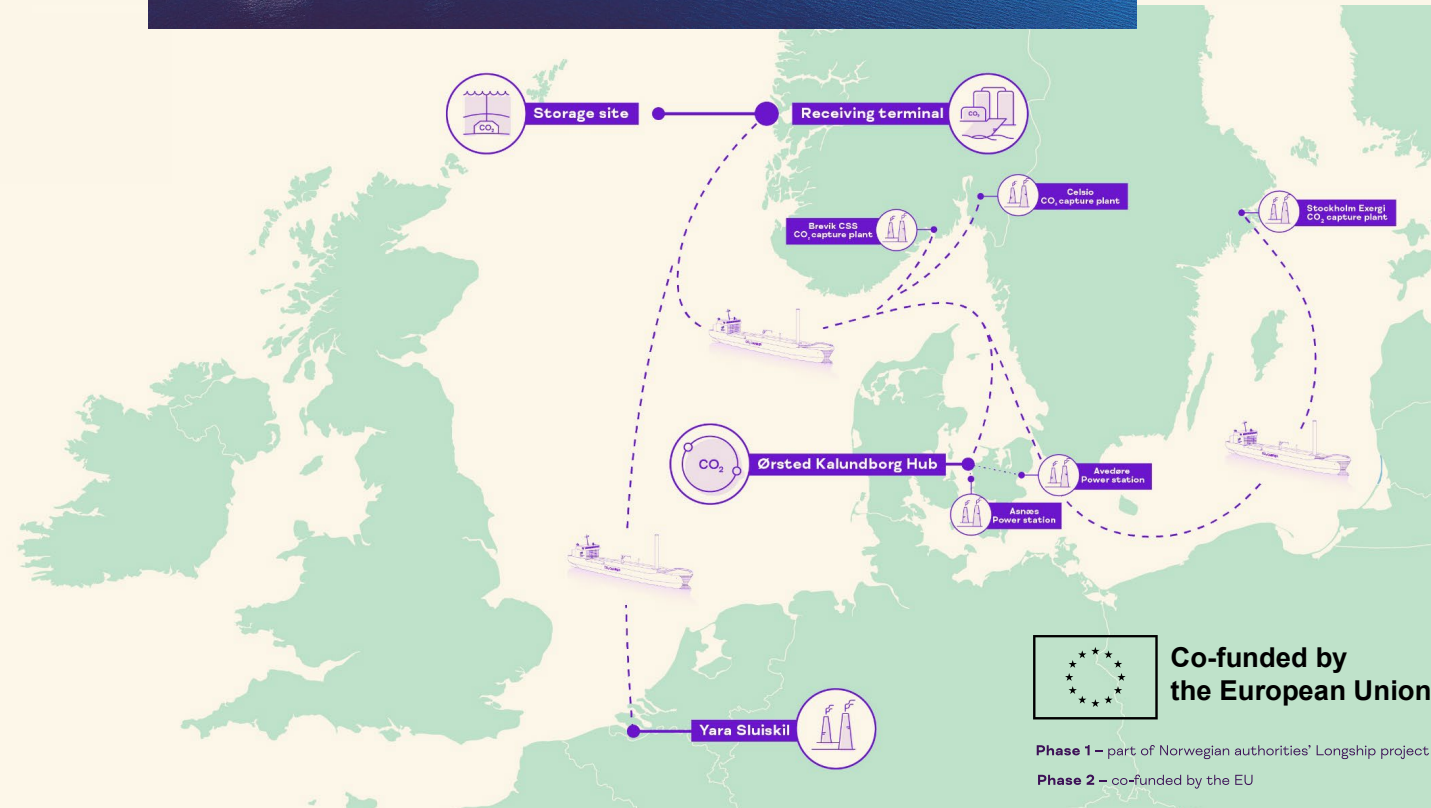 Storage site
Receiving terminal
CO₂
CO₂
Celsio
CO₂ capture plant
Brevik CSS
CO₂ capture plant
Stockholm Exergi
CO₂ capture plant
CO₂
Ørsted Kalundborg Hub
Avedøre
Power station
Asnæs
Power station
Co-funded by
the European Union
Yara Sluiskil
Phase 1 – part of Norwegian authorities’ Longship project
Phase 2 – co-funded by the EU